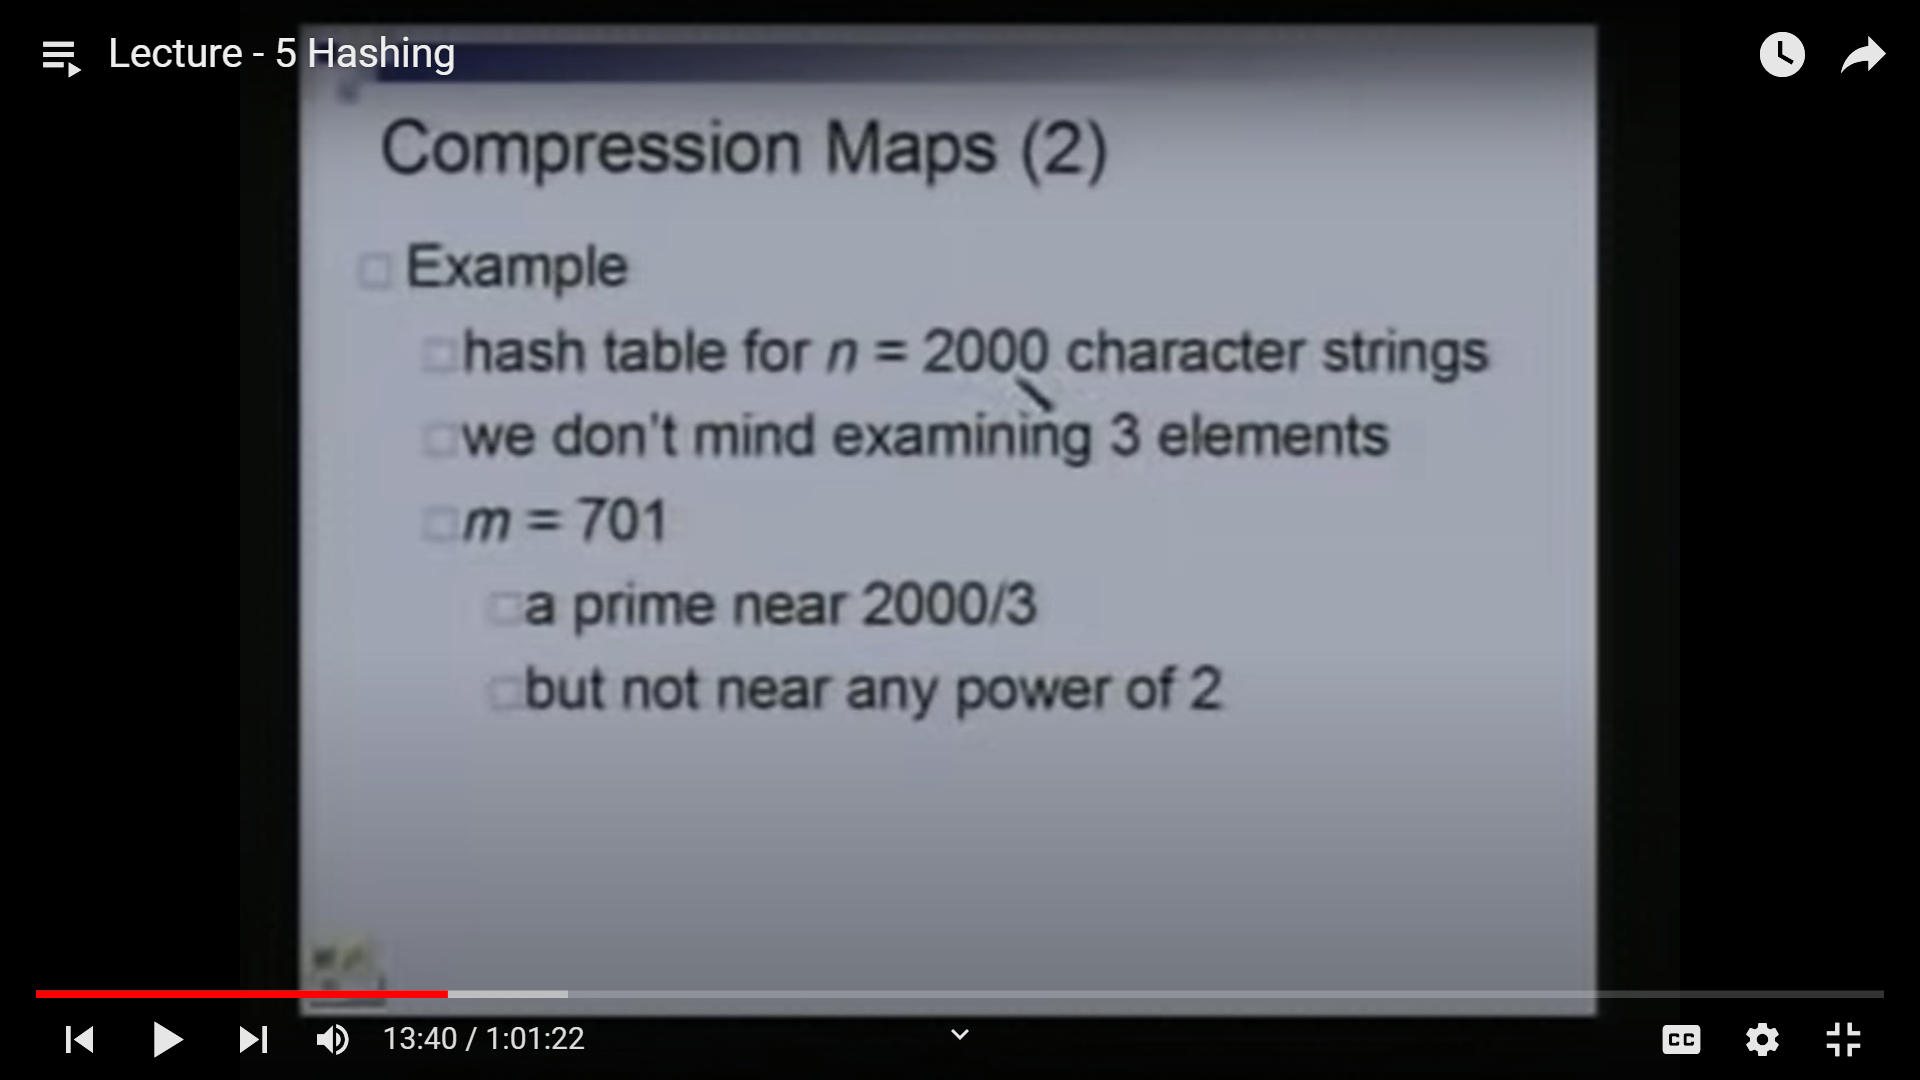 Lecture - 5 Hashing
Compression Maps (2)
Example
hash table for n = 2000 character strings
we don't mind examining 3 elements
m = 701
a prime near 2000/3
but not near any power of 2
13:40 / 1:01:22
CC